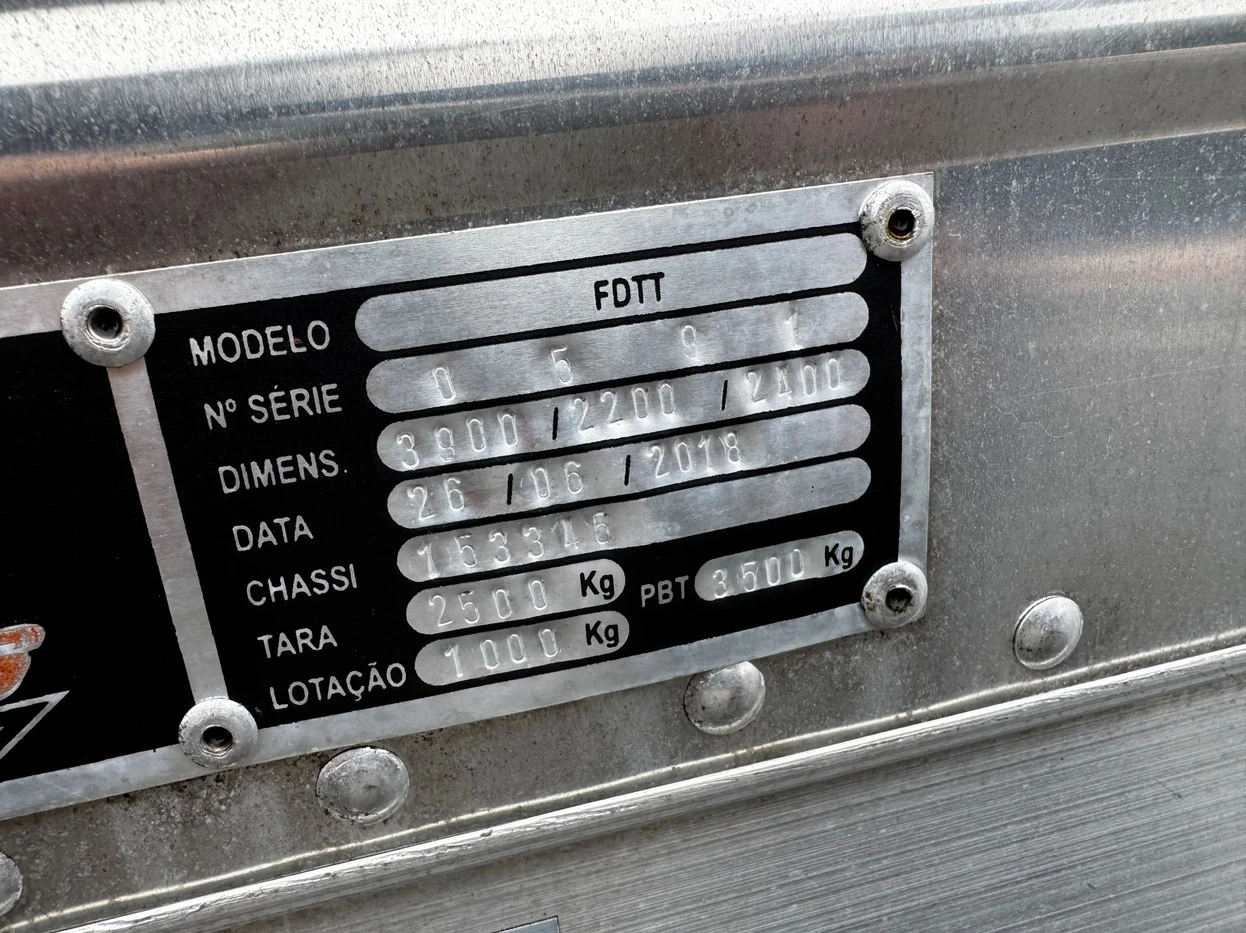 MODELO FDTT
Nº SÉRIE 0 5 9 1
DIMENS. 3900 / 2200 / 2400
DATA 26 / 06 / 2018
CHASSI 153346
TARA 2500 Kg PBT 3500 Kg
LOTAÇÃO 1000 Kg